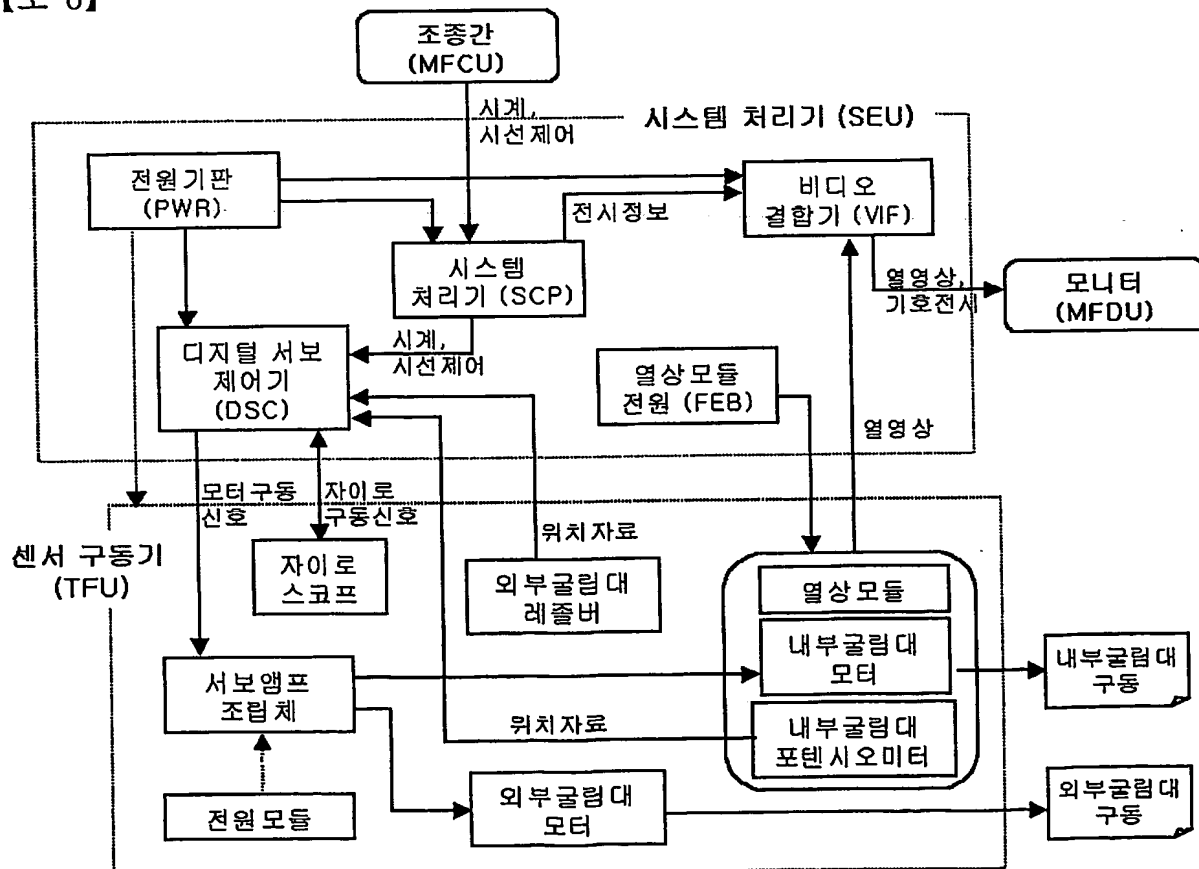 조종간
(MFCU)
시계,
시선제어
시스템 처리기 (SEU)
전원기판
(PWR)
비디오
결합기 (VIF)
전시정보
시스템
처리기 (SCP)
열영상,
기호전시
모니터
(MFDU)
디지털 서보
제어기
(DSC)
시계,
시선제어
열상모듈
전원 (FEB)
열영상
모터구동
신호
자이로
구동신호
위치자료
센서 구동기
(TFU)
자이로
스코프
외부굴림대
레졸버
열상모듈
내부굴림대
모터
내부굴림대
구동
서보앰프
조립체
위치자료
내부굴림대
포텐시오미터
전원모듈
외부굴림대
모터
외부굴림대
구동